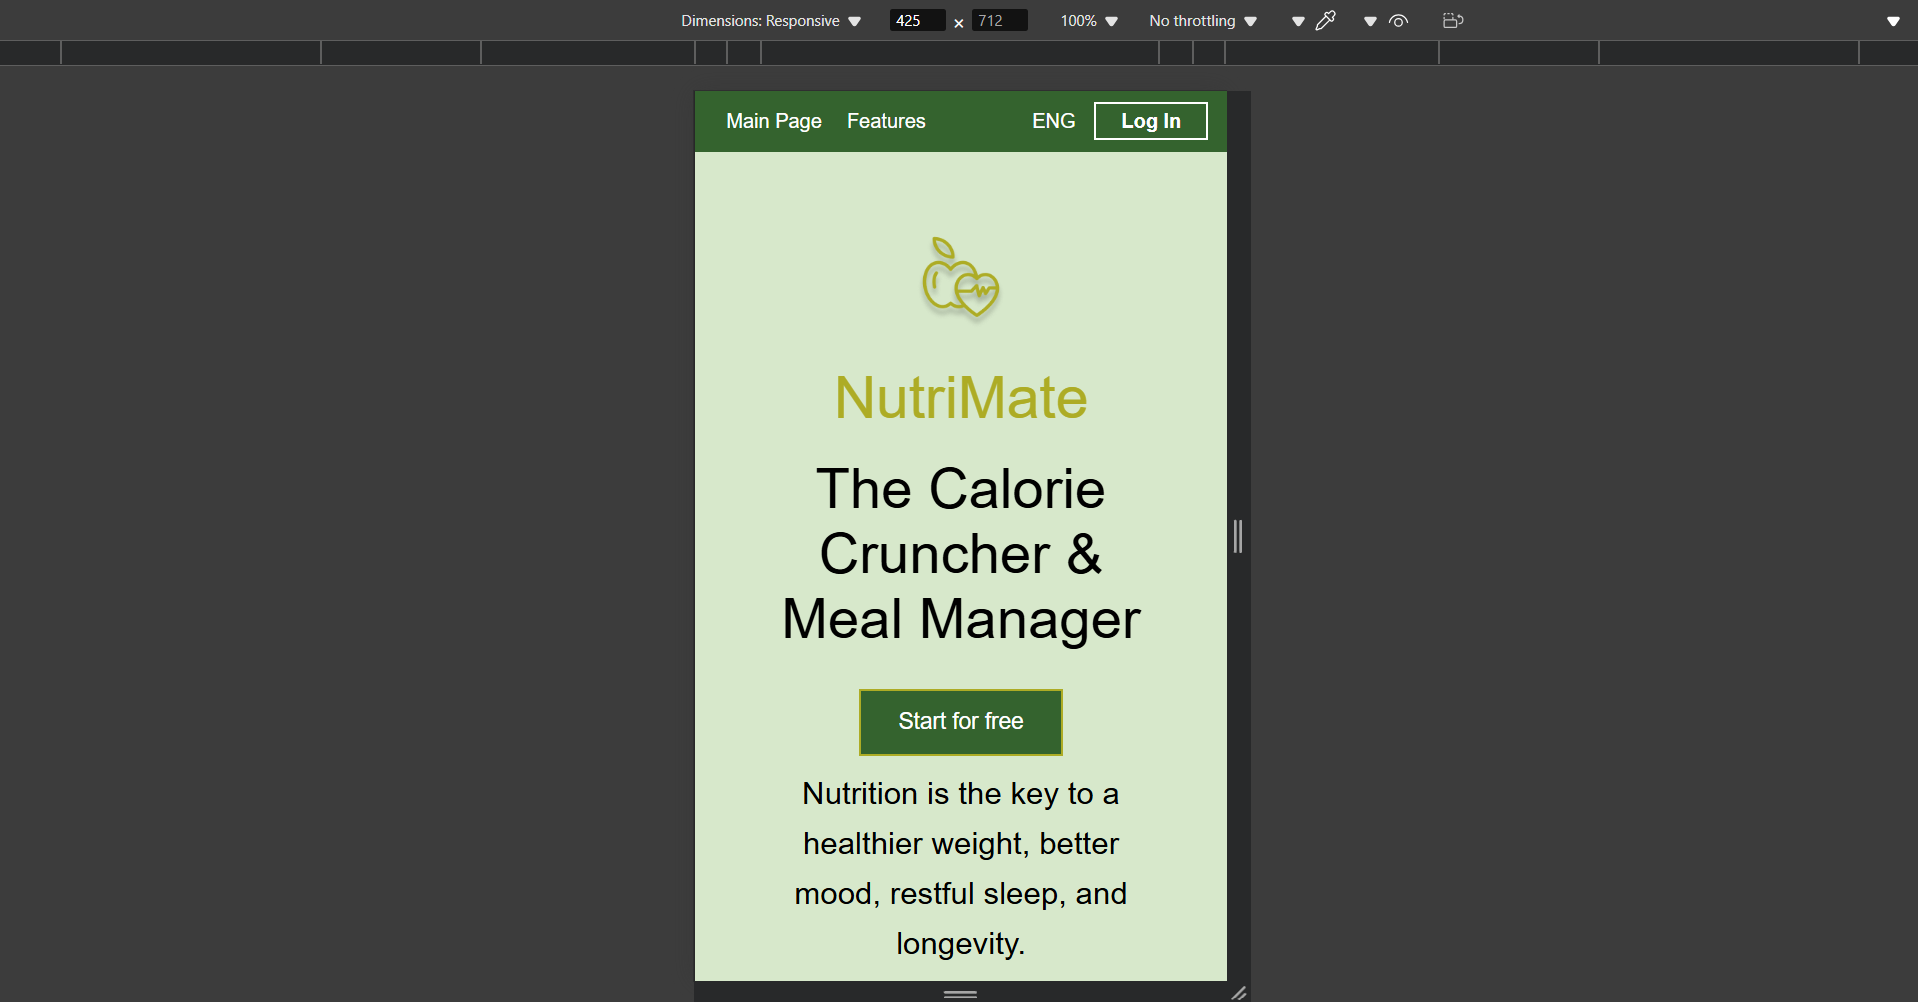 Dimensions: Responsive 425 × 712 100% No throttling
Main Page Features ENG Log In
NutriMate
The Calorie
Cruncher &
Meal Manager
Start for free
Nutrition is the key to a
healthier weight, better
mood, restful sleep, and
longevity.